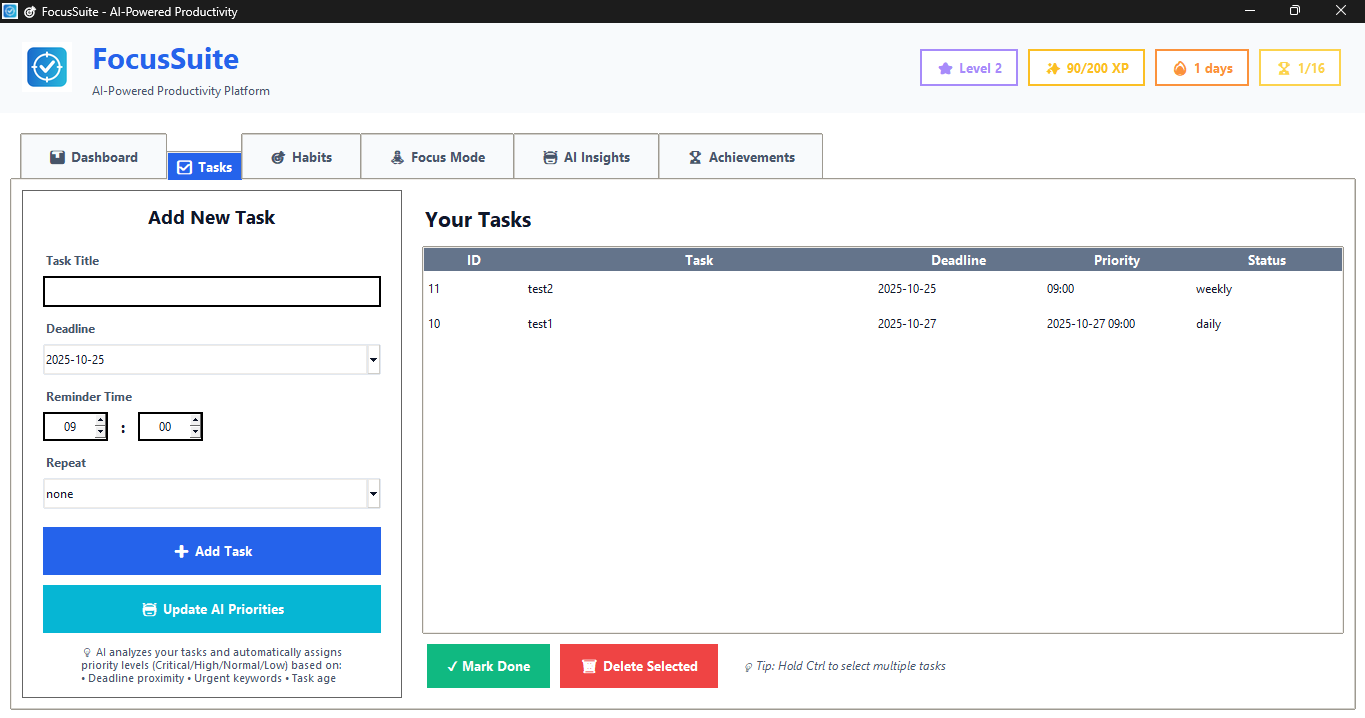 FocusSuite - AI-Powered Productivity
FocusSuite
AI-Powered Productivity Platform
Level 2
90/200 XP
1 days
1/16
Dashboard
Tasks
Habits
Focus Mode
AI Insights
Achievements
Add New Task
Task Title
Deadline
2025-10-25
Reminder Time
09 : 00
Repeat
none
Add Task
Update AI Priorities
AI analyzes your tasks and automatically assigns
priority levels (Critical/High/Normal/Low) based on:
• Deadline proximity • Urgent keywords • Task age
Your Tasks
ID Task Deadline Priority Status
11 test2 2025-10-25 09:00 weekly
10 test1 2025-10-27 2025-10-27 09:00 daily
✓ Mark Done
Delete Selected
Tip: Hold Ctrl to select multiple tasks